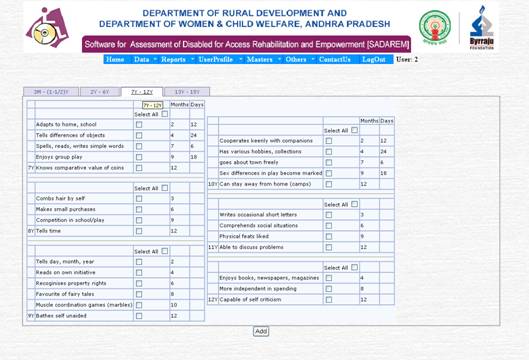 DEPARTMENT OF RURAL DEVELOPMENT AND
DEPARTMENT OF WOMEN & CHILD WELFARE, ANDHRA PRADESH
Software for Assessment of Disabled for Access Rehabilitation and Empowerment [SADAREM]
Byrraju
FOUNDATION
Home Data Reports UserProfile Masters Others ContactUs LogOut User: 2
3M - (1-1/2)Y 2Y - 6Y 7Y - 12Y 13Y - 15Y
7Y - 12Y Months Days
Select All
Adapts to home, school 2 12
Tells differences of objects 4 24
Spells, reads, writes simple words 7 6
Enjoys group play 9 18
7Y Knows comparative value of coins 12
Select All
Combs hair by self 3
Makes small purchases 6
Competition in school/play 9
8Y Tells time 12
Select All
Tells day, month, year 2
Reads on own initiative 4
Recoginises property rights 6
Favourite of fairy tales 8
Muscle coordination games (marbles) 10
9Y Bathes self unaided 12
Months Days
Select All
Cooperates keenly with companions 2 12
Has various hobbies, collections 4 24
goes about town freely 7 6
Sex differences in play become marked 9 18
10Y Can stay away from home (camps) 12
Select All
Writes occasional short letters 3
Comprehends social situations 6
Physical feats liked 9
11Y Able to discuss problems 12
Select All
Enjoys books, newspapers, magazines 4
More independent in spending 8
12Y Capable of self criticism 12
Add